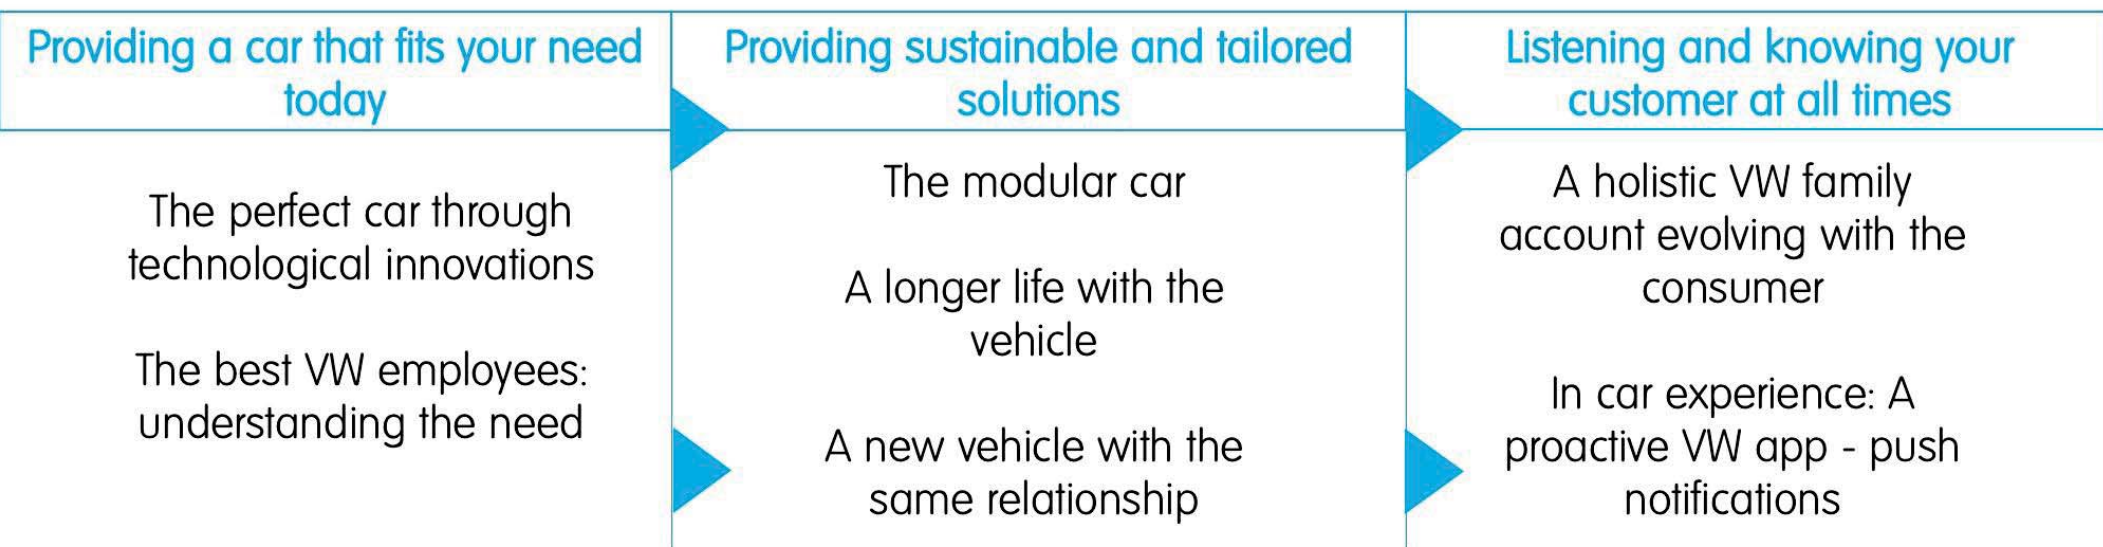 Providing a car that fits your need
today
The perfect car through
technological innovations
The best VW employees:
understanding the need
Providing sustainable and tailored
solutions
The modular car
A longer life with the
vehicle
A new vehicle with the
same relationship
Listening and knowing your
customer at all times
A holistic VW family
account evolving with the
consumer
In car experience: A
proactive VW app - push
notifications